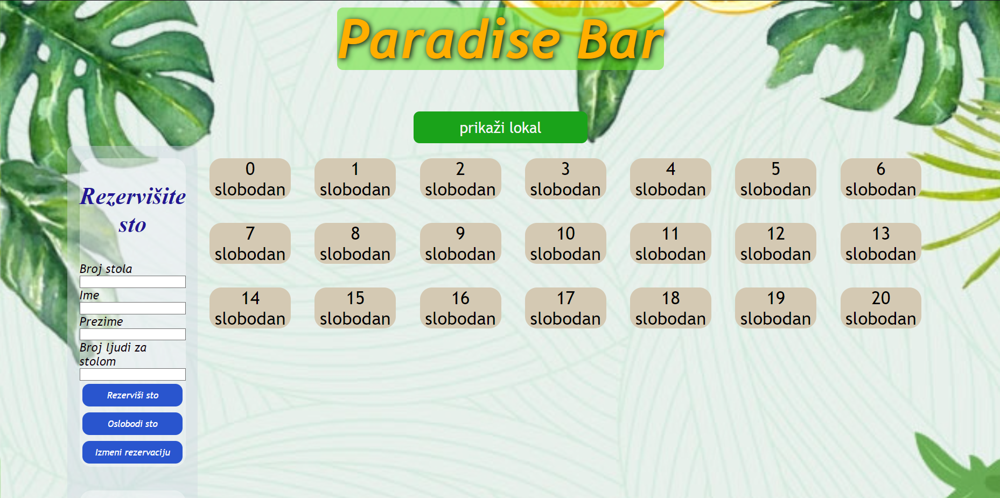 Paradise Bar
prikaži lokal
Rezervišite
sto
Broj stola
Ime
Prezime
Broj ljudi za
stolom
Rezerviši sto
Oslobodi sto
Izmeni rezervaciju
0
slobodan
1
slobodan
2
slobodan
3
slobodan
4
slobodan
5
slobodan
6
slobodan
7
slobodan
8
slobodan
9
slobodan
10
slobodan
11
slobodan
12
slobodan
13
slobodan
14
slobodan
15
slobodan
16
slobodan
17
slobodan
18
slobodan
19
slobodan
20
slobodan